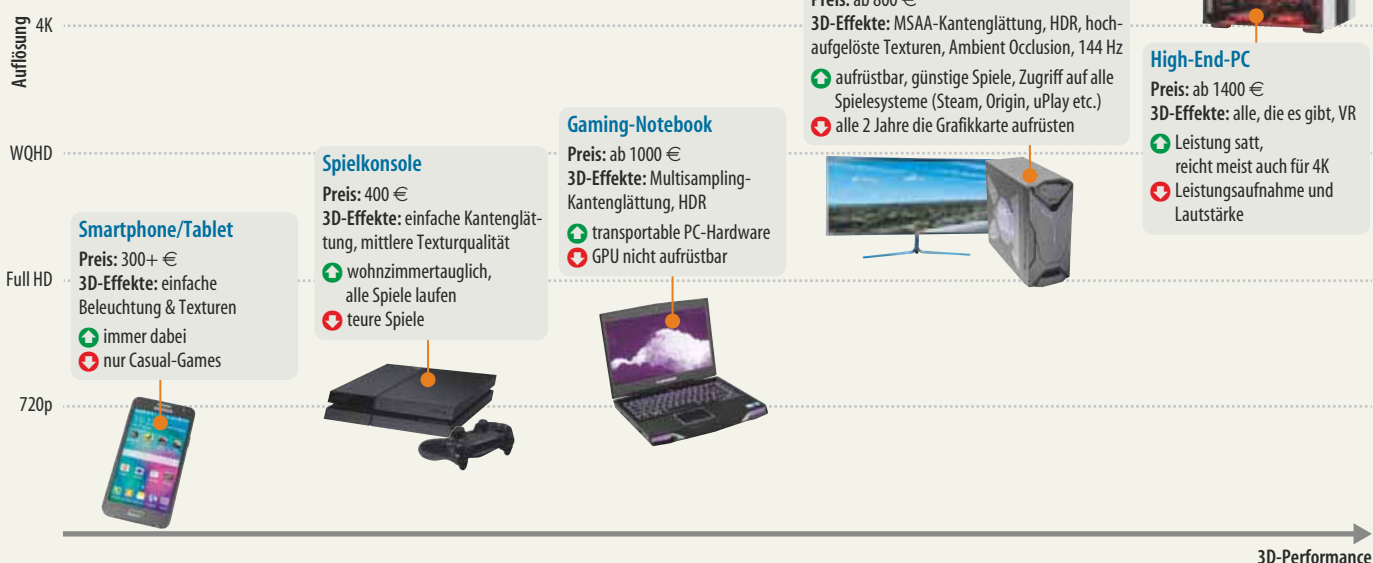 Auflösung
4K
WQHD
Full HD
720p
Smartphone/Tablet
Preis: 300+ €
3D-Effekte: einfache
Beleuchtung & Texturen
immer dabei
nur Casual-Games
Spielkonsole
Preis: 400 €
3D-Effekte: einfache Kantenglät-
tung, mittlere Texturqualität
wohnzimmertauglich,
alle Spiele laufen
teure Spiele
Gaming-Notebook
Preis: ab 1000 €
3D-Effekte: Multisampling-
Kantenglättung, HDR
transportable PC-Hardware
GPU nicht aufrüstbar
Preis: ab 800 €
3D-Effekte: MSAA-Kantenglättung, HDR, hoch-
aufgelöste Texturen, Ambient Occlusion, 144 Hz
aufrüstbar, günstige Spiele, Zugriff auf alle
Spielesysteme (Steam, Origin, uPlay etc.)
alle 2 Jahre die Grafikkarte aufrüsten
High-End-PC
Preis: ab 1400 €
3D-Effekte: alle, die es gibt, VR
Leistung satt,
reicht meist auch für 4K
Leistungsaufnahme und
Lautstärke
3D-Performance